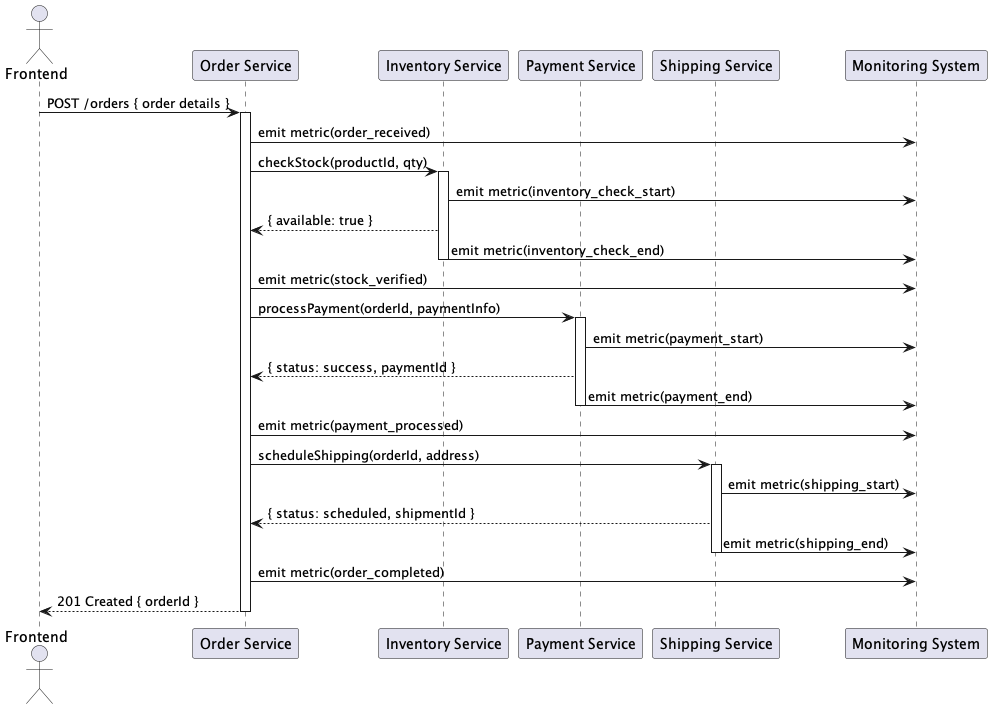 Frontend
Order Service
Inventory Service
Payment Service
Shipping Service
Monitoring System
POST /orders { order details }
emit metric(order_received)
checkStock(productId, qty)
emit metric(inventory_check_start)
{ available: true }
emit metric(inventory_check_end)
emit metric(stock_verified)
processPayment(orderId, paymentInfo)
emit metric(payment_start)
{ status: success, paymentId }
emit metric(payment_end)
emit metric(payment_processed)
scheduleShipping(orderId, address)
emit metric(shipping_start)
{ status: scheduled, shipmentId }
emit metric(shipping_end)
emit metric(order_completed)
201 Created { orderId }
Frontend
Order Service
Inventory Service
Payment Service
Shipping Service
Monitoring System